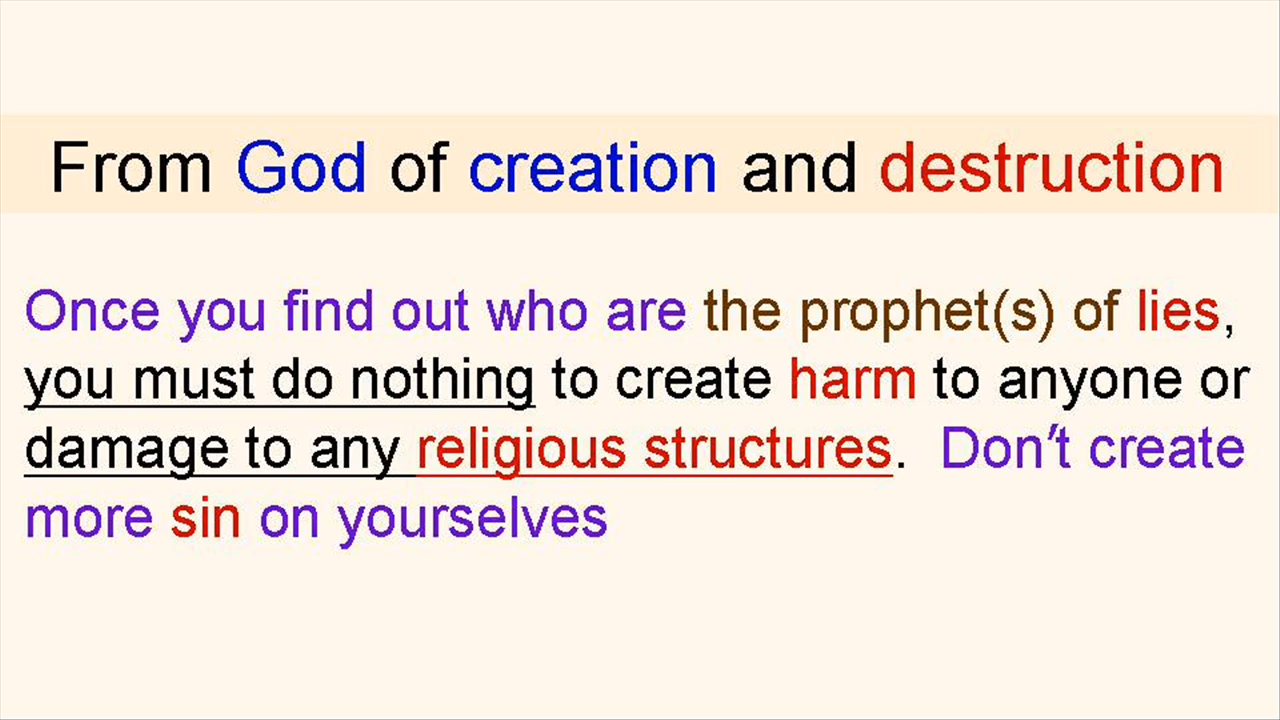 From God of creation and destruction
Once you find out who are the prophet(s) of lies,
you must do nothing to create harm to anyone or
damage to any religious structures.  Don't create
more sin on yourselves